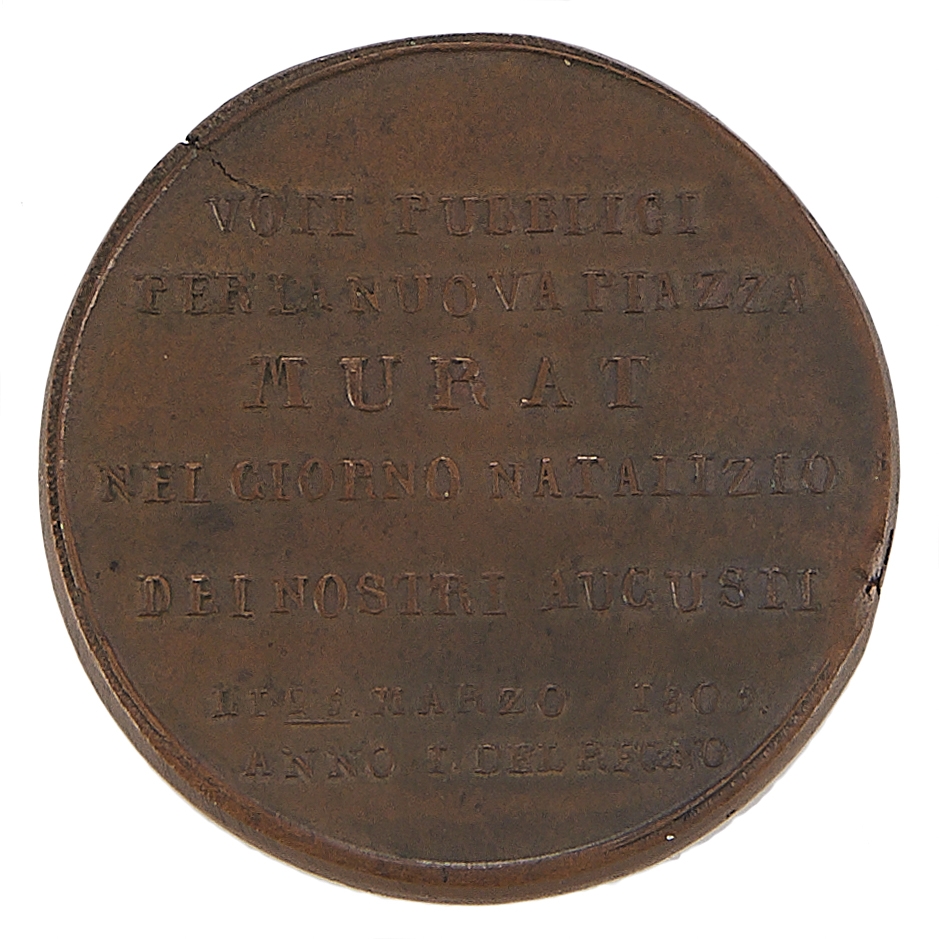 VOTI PUBBLICI
PER LA NUOVA PIAZZA
MURAT
NEL GIORNO NATALIZIO
DEI NOSTRI AUGUSTI
LI 25. MARZO 1809.
ANNO I. DEL REGNO